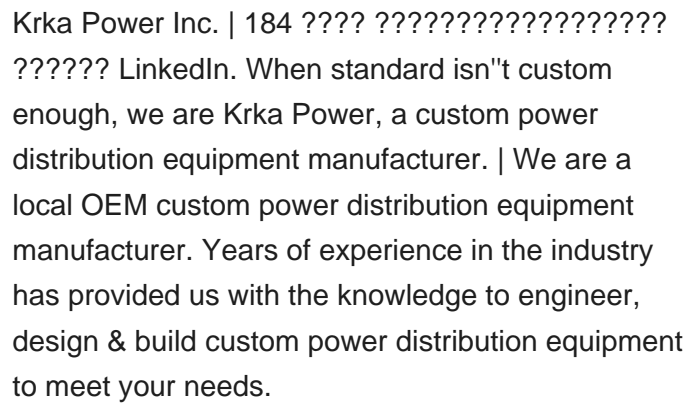 Krka Power Inc. | 184 ???? ??????????????????
?????? LinkedIn. When standard isn"t custom
enough, we are Krka Power, a custom power
distribution equipment manufacturer. | We are a
local OEM custom power distribution equipment
manufacturer. Years of experience in the industry
has provided us with the knowledge to engineer,
design & build custom power distribution equipment
to meet your needs.